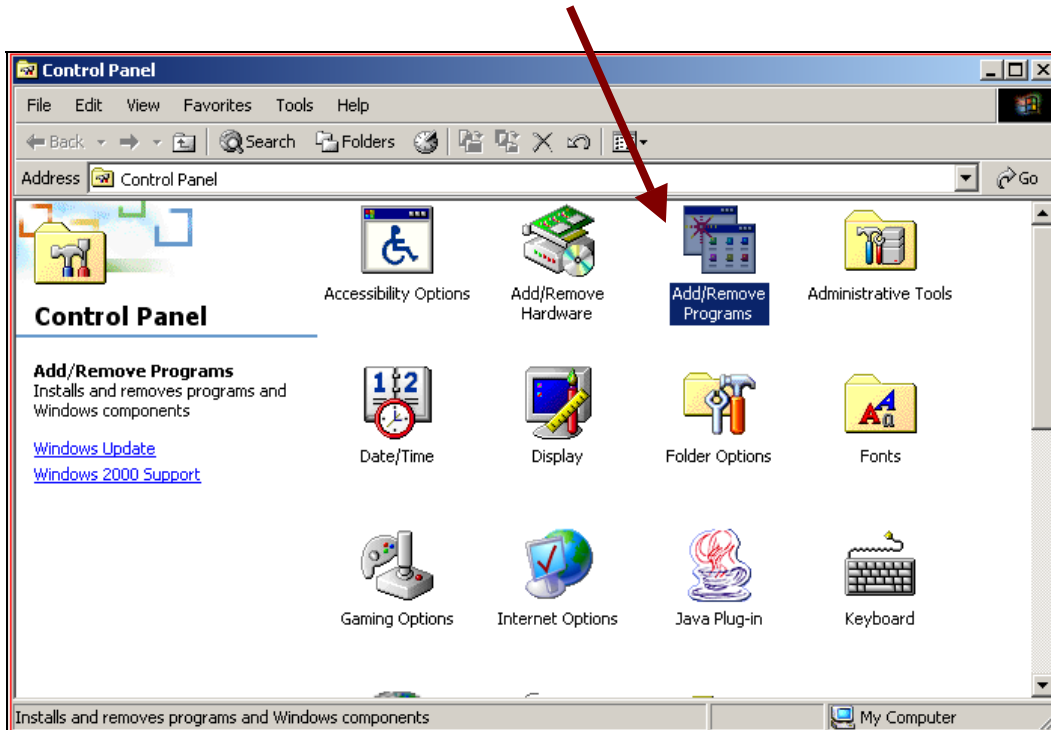 Control Panel
File Edit View Favorites Tools Help
Back Search Folders
Address Control Panel Go
Control Panel
Add/Remove Programs
Installs and removes programs and
Windows components
Windows Update
Windows 2000 Support
Accessibility Options
Add/Remove
Hardware
Add/Remove
Programs
Administrative Tools
Date/Time
Display
Folder Options
Fonts
Gaming Options
Internet Options
Java Plug-in
Keyboard
Installs and removes programs and Windows components
My Computer